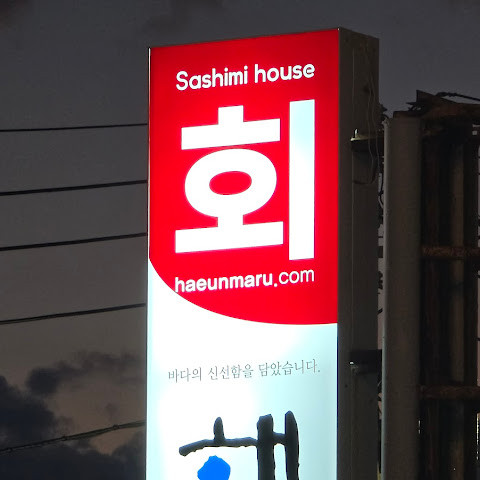 Sashimi house
회
haeunmaru.com
바다의 신선함을 담았습니다.